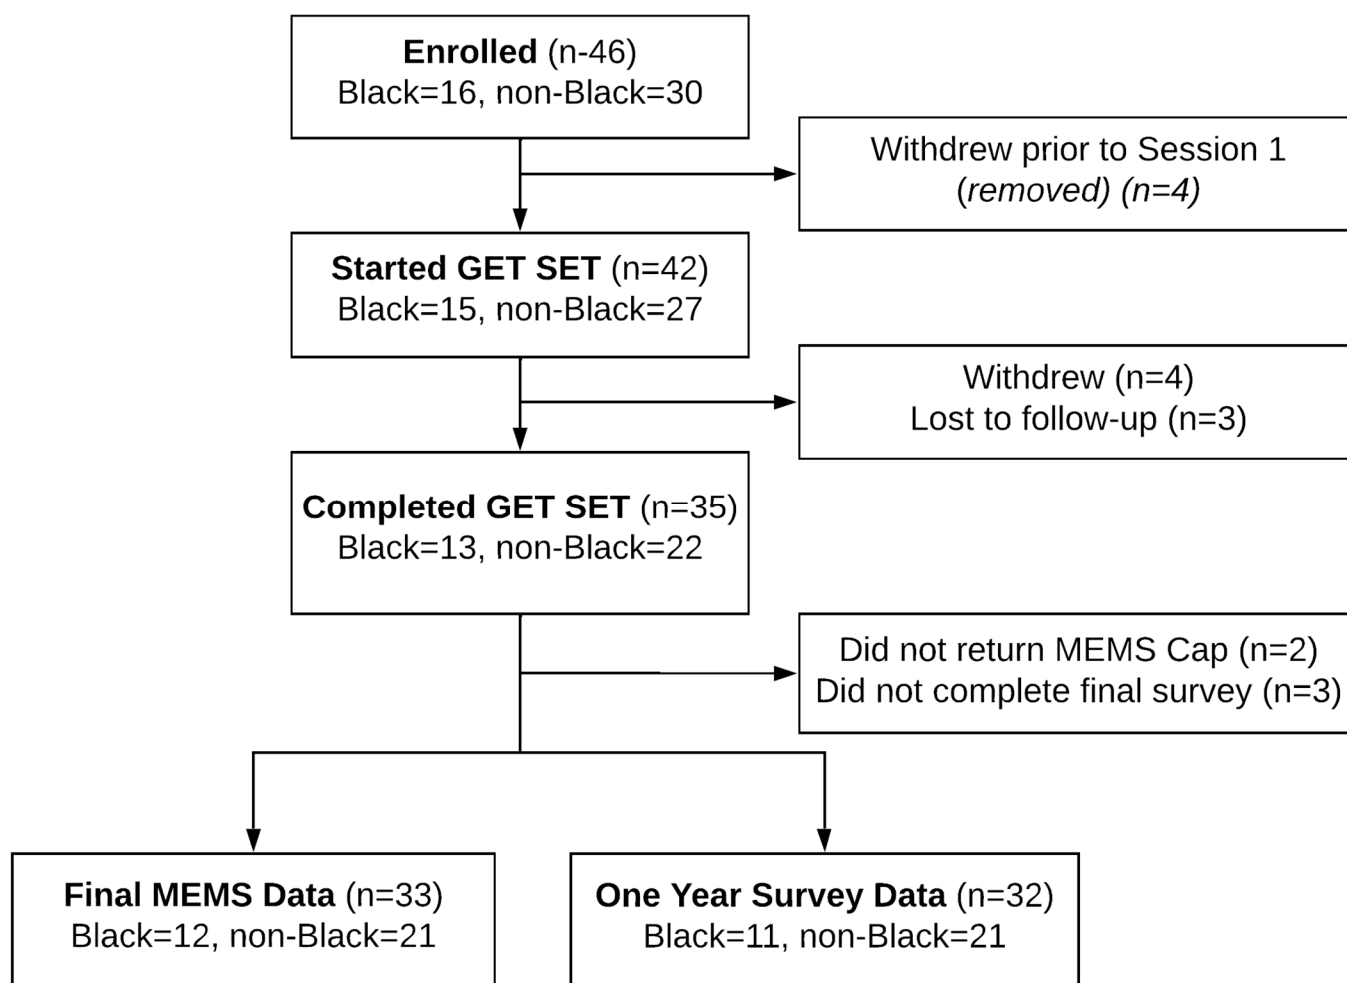 Enrolled (n-46)
Black=16, non-Black=30
Withdrew prior to Session 1
(removed) (n=4)
Started GET SET (n=42)
Black=15, non-Black=27
Withdrew (n=4)
Lost to follow-up (n=3)
Completed GET SET (n=35)
Black=13, non-Black=22
Did not return MEMS Cap (n=2)
Did not complete final survey (n=3)
Final MEMS Data (n=33)
Black=12, non-Black=21
One Year Survey Data (n=32)
Black=11, non-Black=21